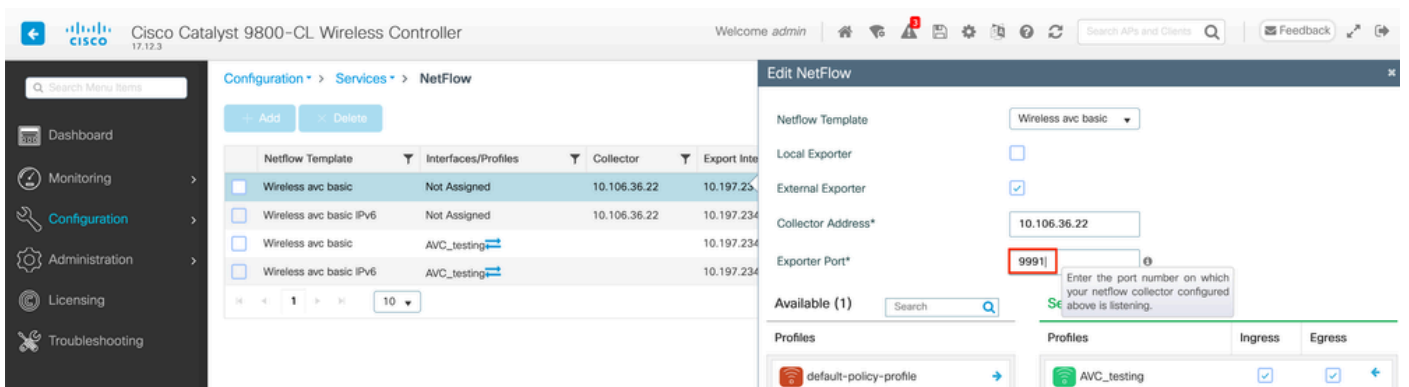 CISCO
Cisco Catalyst 9800-CL Wireless Controller
17.12.3
Welcome admin
3
Search APs and Clients
Feedback
Search Menu Items
Dashboard
Monitoring
Configuration
Administration
Licensing
Troubleshooting
Configuration > Services > NetFlow
+ Add
× Delete
Netflow Template Interfaces/Profiles Collector Export Inte
Wireless avc basic Not Assigned 10.106.36.22 10.197.23
Wireless avc basic IPv6 Not Assigned 10.106.36.22 10.197.234
Wireless avc basic AVC_testing 10.197.234
Wireless avc basic IPv6 AVC_testing 10.197.234
1 10
Edit NetFlow
Netflow Template Wireless avc basic
Local Exporter
External Exporter
Collector Address* 10.106.36.22
Exporter Port* 9991
Enter the port number on which
your netflow collector configured
above is listening.
Available (1) Search Se
Profiles Profiles Ingress Egress
default-policy-profile AVC_testing